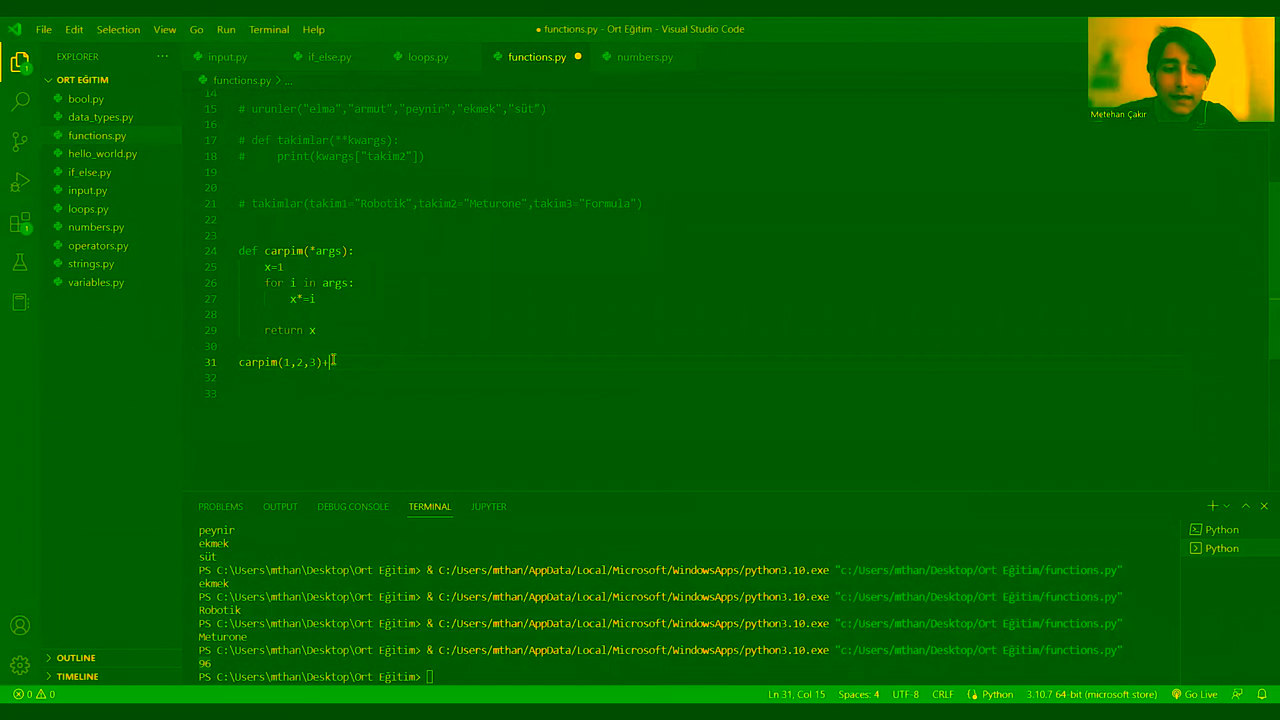 File Edit Selection View Go Run Terminal Help
● functions.py - Ort Eğitim - Visual Studio Code
EXPLORER ...
input.py if_else.py loops.py functions.py ● numbers.py
ORT EĞITIM
functions.py > ...
bool.py
data_types.py
functions.py
hello_world.py
if_else.py
input.py
loops.py
numbers.py
operators.py
strings.py
variables.py
OUTLINE
TIMELINE
1
1
Metehan Çakır
14
15 # urunler("elma","armut","peynir","ekmek","süt")
16
17 # def takimlar(**kwargs):
18 #     print(kwargs["takim2"])
19
20
21 # takimlar(takim1="Robotik",takim2="Meturone",takim3="Formula")
22
23
24 def carpim(*args):
25     x=1
26     for i in args:
27         x*=i
28
29     return x
30
31 carpim(1,2,3)+
32
33
PROBLEMS OUTPUT DEBUG CONSOLE TERMINAL JUPYTER
Python
Python
peynir
ekmek
süt
PS C:\Users\mthan\Desktop\Ort Eğitim> & C:/Users/mthan/AppData/Local/Microsoft/WindowsApps/python3.10.exe "c:/Users/mthan/Desktop/Ort Eğitim/functions.py"
ekmek
PS C:\Users\mthan\Desktop\Ort Eğitim> & C:/Users/mthan/AppData/Local/Microsoft/WindowsApps/python3.10.exe "c:/Users/mthan/Desktop/Ort Eğitim/functions.py"
Robotik
PS C:\Users\mthan\Desktop\Ort Eğitim> & C:/Users/mthan/AppData/Local/Microsoft/WindowsApps/python3.10.exe "c:/Users/mthan/Desktop/Ort Eğitim/functions.py"
Meturone
PS C:\Users\mthan\Desktop\Ort Eğitim> & C:/Users/mthan/AppData/Local/Microsoft/WindowsApps/python3.10.exe "c:/Users/mthan/Desktop/Ort Eğitim/functions.py"
96
PS C:\Users\mthan\Desktop\Ort Eğitim>
0 0 Ln 31, Col 15 Spaces: 4 UTF-8 CRLF Python 3.10.7 64-bit (microsoft store) Go Live